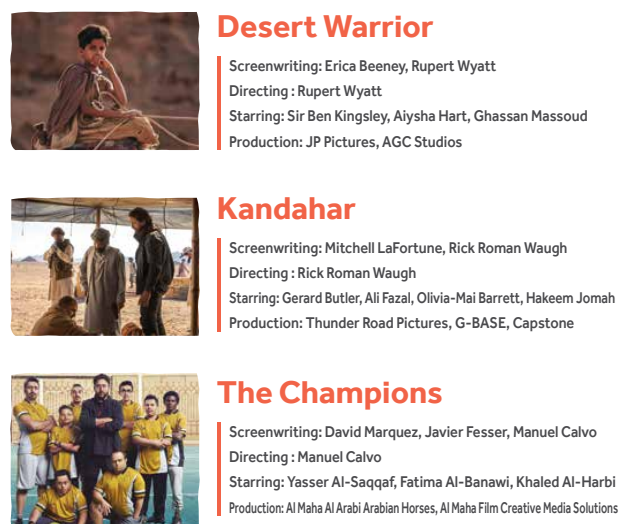 Desert Warrior
Screenwriting: Erica Beeney, Rupert Wyatt
Directing : Rupert Wyatt
Starring: Sir Ben Kingsley, Aiysha Hart, Ghassan Massoud
Production: JP Pictures, AGC Studios
Kandahar
Screenwriting: Mitchell LaFortune, Rick Roman Waugh
Directing : Rick Roman Waugh
Starring: Gerard Butler, Ali Fazal, Olivia-Mai Barrett, Hakeem Jomah
Production: Thunder Road Pictures, G-BASE, Capstone
The Champions
Screenwriting: David Marquez, Javier Fesser, Manuel Calvo
Directing : Manuel Calvo
Starring: Yasser Al-Saqqaf, Fatima Al-Banawi, Khaled Al-Harbi
Production: Al Maha Al Arabi Arabian Horses, Al Maha Film Creative Media Solutions